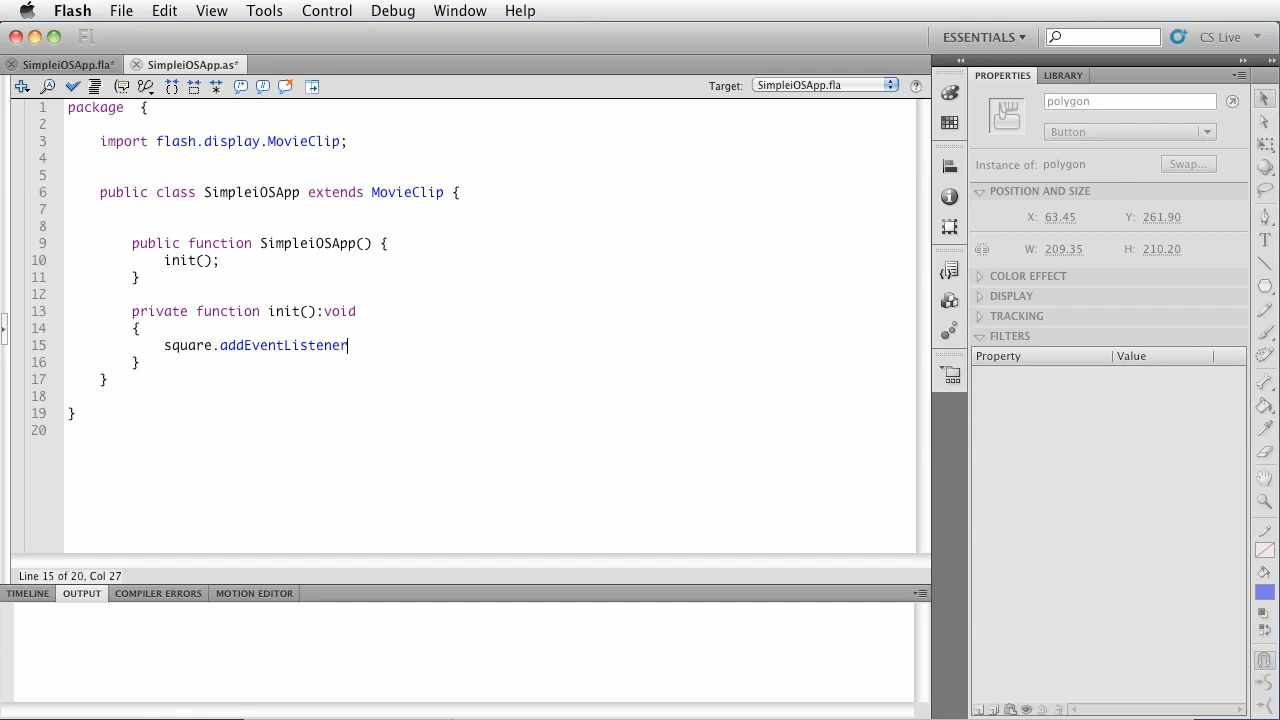 Flash File Edit View Tools Control Debug Window Help
Fl ESSENTIALS CS Live
SimpleiOSApp.fla* SimpleiOSApp.as*
Target: SimpleiOSApp.fla
1 package {
2
3 import flash.display.MovieClip;
4
5
6 public class SimpleiOSApp extends MovieClip {
7
8
9 public function SimpleiOSApp() {
10 init();
11 }
12
13 private function init():void
14 {
15 square.addEventListener
16 }
17 }
18
19 }
20
Line 15 of 20, Col 27
TIMELINE OUTPUT COMPILER ERRORS MOTION EDITOR
PROPERTIES LIBRARY
polygon
Button
Instance of: polygon Swap...
POSITION AND SIZE
X: 63.45 Y: 261.90
W: 209.35 H: 210.20
COLOR EFFECT
DISPLAY
TRACKING
FILTERS
Property Value